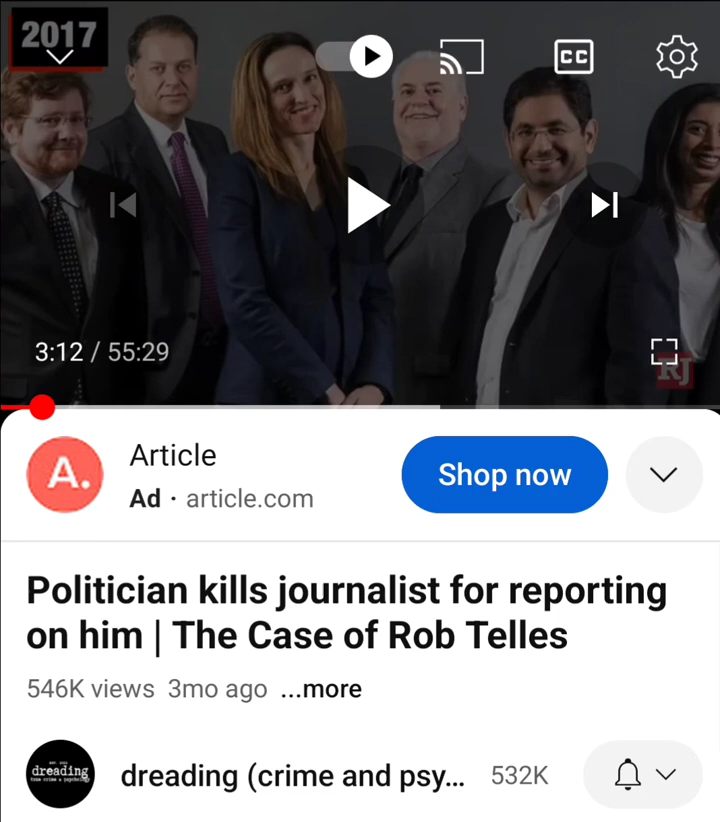 2017
CC
3:12 / 55:29
RJ
A.
Article
Ad · article.com
Shop now
Politician kills journalist for reporting
on him | The Case of Rob Telles
546K views 3mo ago ...more
dreading
dreading (crime and psy... 532K